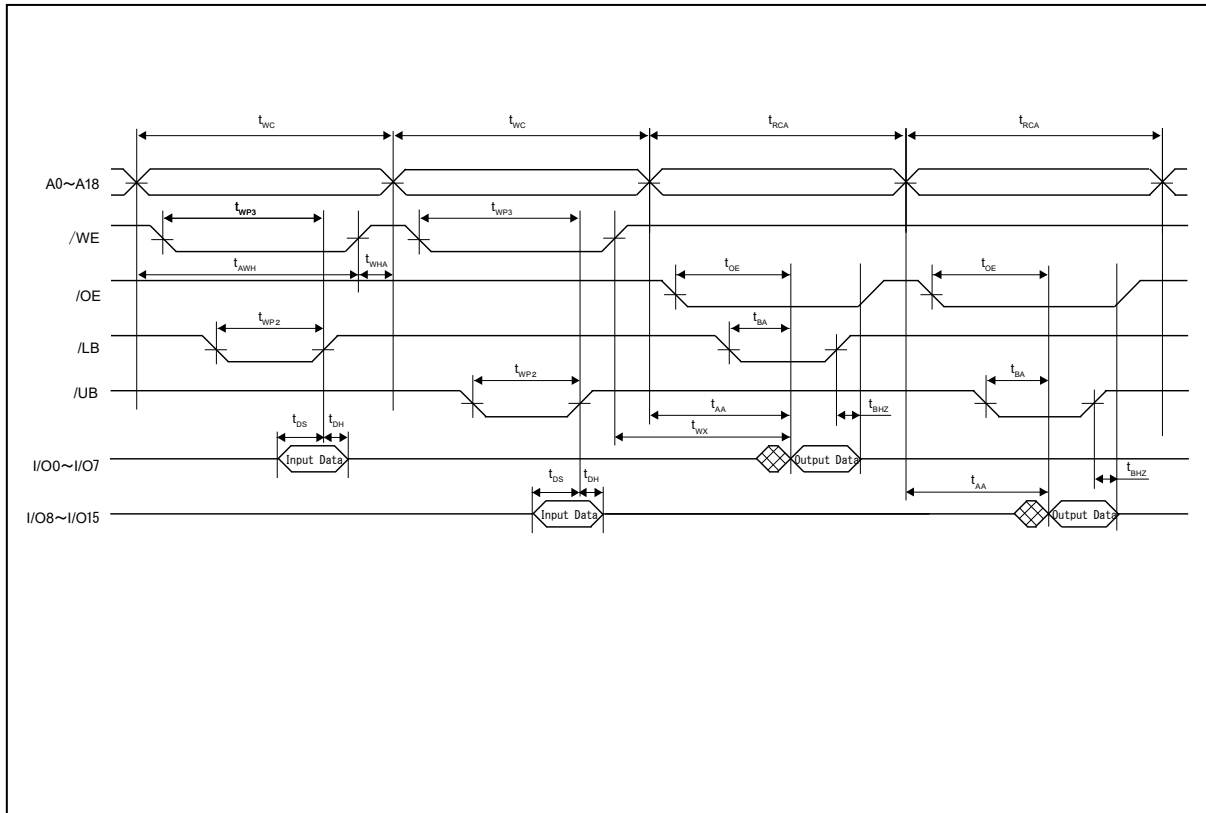 tWC tWC tRCA tRCA
A0～A18
tWP3 tWP3
/WE
tAWH tWHA tOE tOE
/OE
tWP2 tBA
/LB
tWP2 tBA
/UB
tAA tBHZ
tDS tDH tWX
I/O0～I/O7 Input Data Output Data
tDS tDH tAA tBHZ
I/O8～I/O15 Input Data Output Data